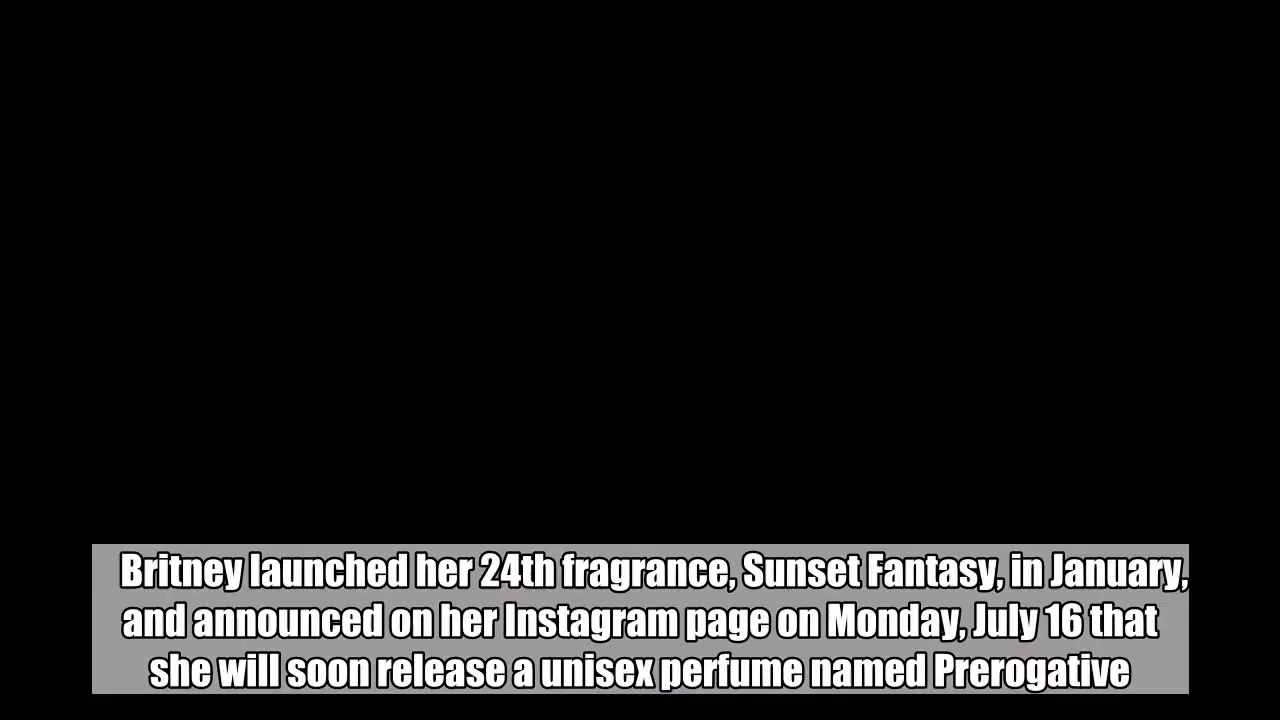 Britney launched her 24th fragrance, Sunset Fantasy, in January,
and announced on her Instagram page on Monday, July 16 that
she will soon release a unisex perfume named Prerogative